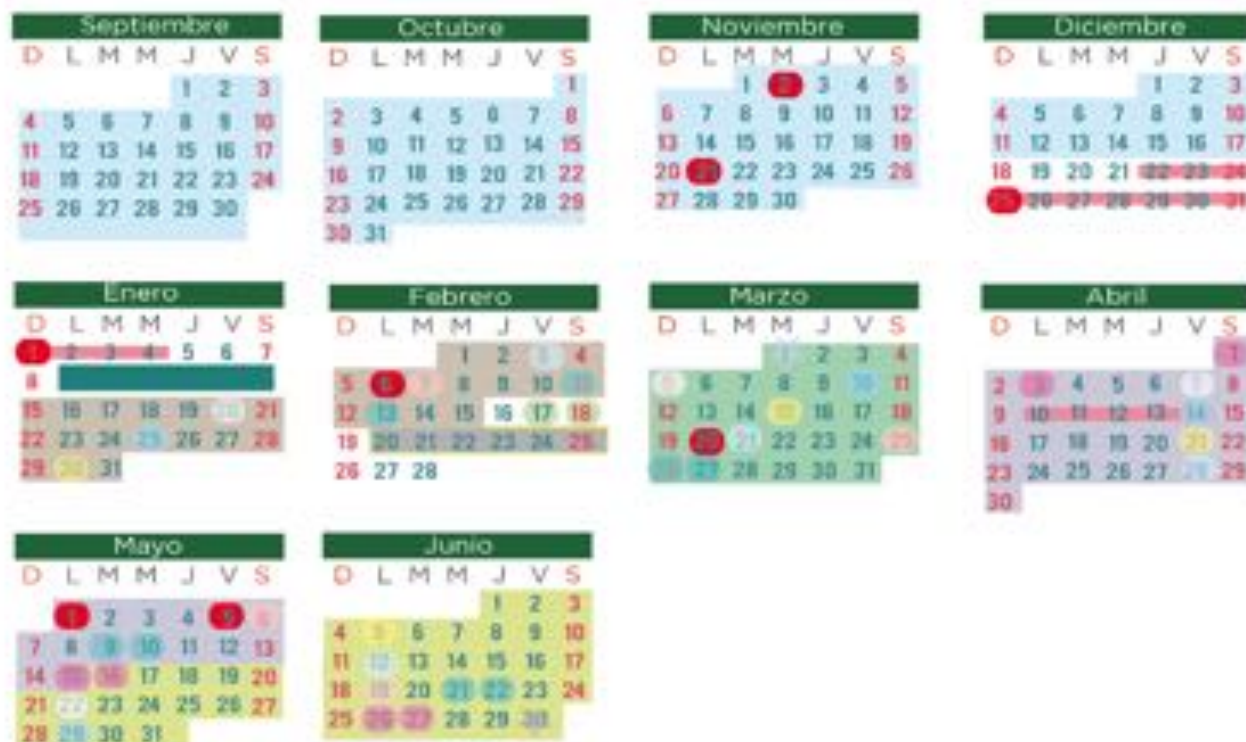 Septiembre
D L M M J V S
1 2 3
4 5 6 7 8 9 10
11 12 13 14 15 16 17
18 19 20 21 22 23 24
25 26 27 28 29 30
Octubre
D L M M J V S
1
2 3 4 5 6 7 8
9 10 11 12 13 14 15
16 17 18 19 20 21 22
23 24 25 26 27 28 29
30 31
Noviembre
D L M M J V S
1 2 3 4 5
6 7 8 9 10 11 12
13 14 15 16 17 18 19
20 21 22 23 24 25 26
27 28 29 30
Diciembre
D L M M J V S
1 2 3
4 5 6 7 8 9 10
11 12 13 14 15 16 17
18 19 20 21 22 23 24
25 26 27 28 29 30 31
Enero
D L M M J V S
1 2 3 4 5 6 7
8
15 16 17 18 19 20 21
22 23 24 25 26 27 28
29 30 31
Febrero
D L M M J V S
1 2 3 4
5 6 7 8 9 10 11
12 13 14 15 16 17 18
19 20 21 22 23 24 25
26 27 28
Marzo
D L M M J V S
1 2 3 4
5 6 7 8 9 10 11
12 13 14 15 16 17 18
19 20 21 22 23 24 25
26 27 28 29 30 31
Abril
D L M M J V S
1
2 3 4 5 6 7 8
9 10 11 12 13 14 15
16 17 18 19 20 21 22
23 24 25 26 27 28 29
30
Mayo
D L M M J V S
1 2 3 4 5 6
7 8 9 10 11 12 13
14 15 16 17 18 19 20
21 22 23 24 25 26 27
28 29 30 31
Junio
D L M M J V S
1 2 3
4 5 6 7 8 9 10
11 12 13 14 15 16 17
18 19 20 21 22 23 24
25 26 27 28 29 30